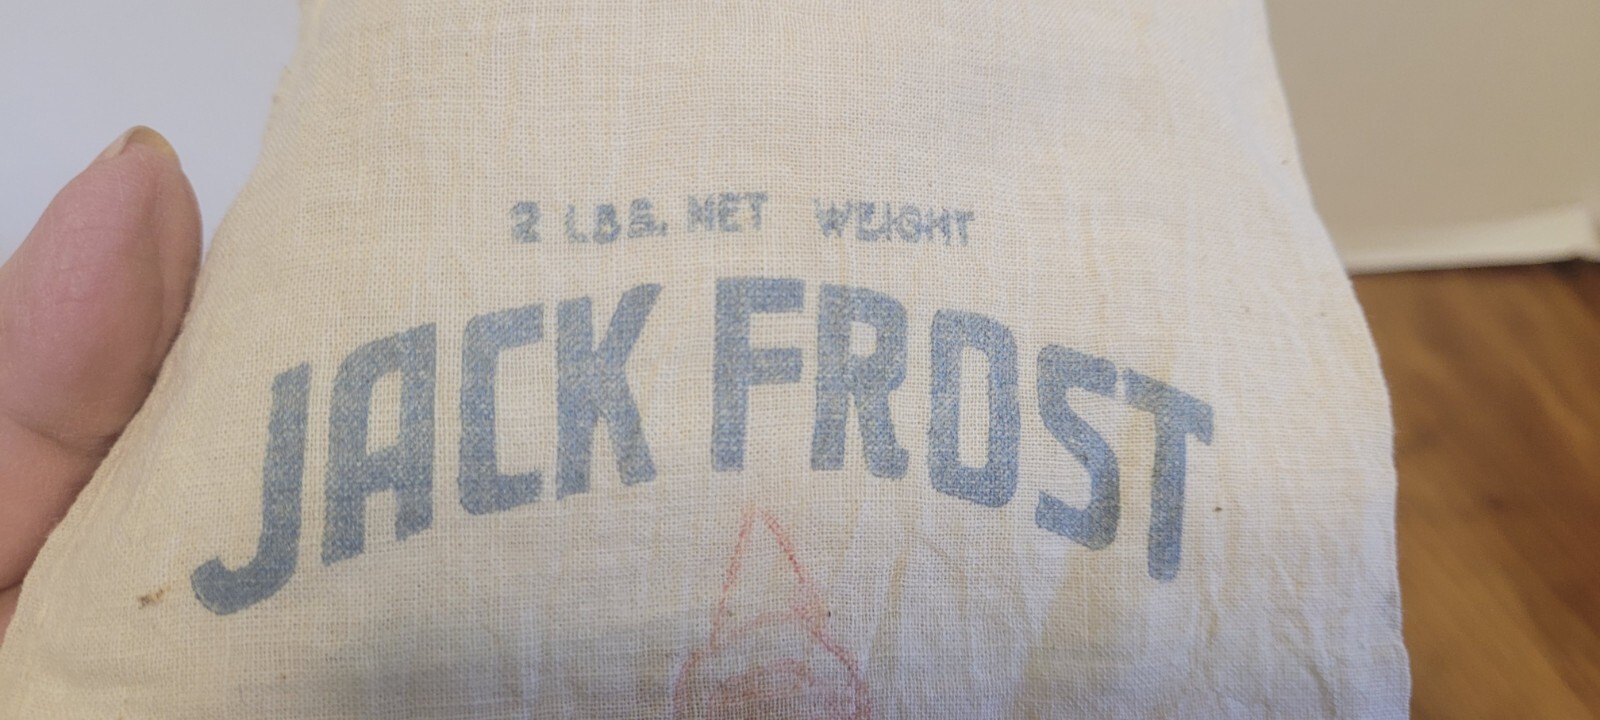 2 LBS. NET WEIGHT
JACK FROST